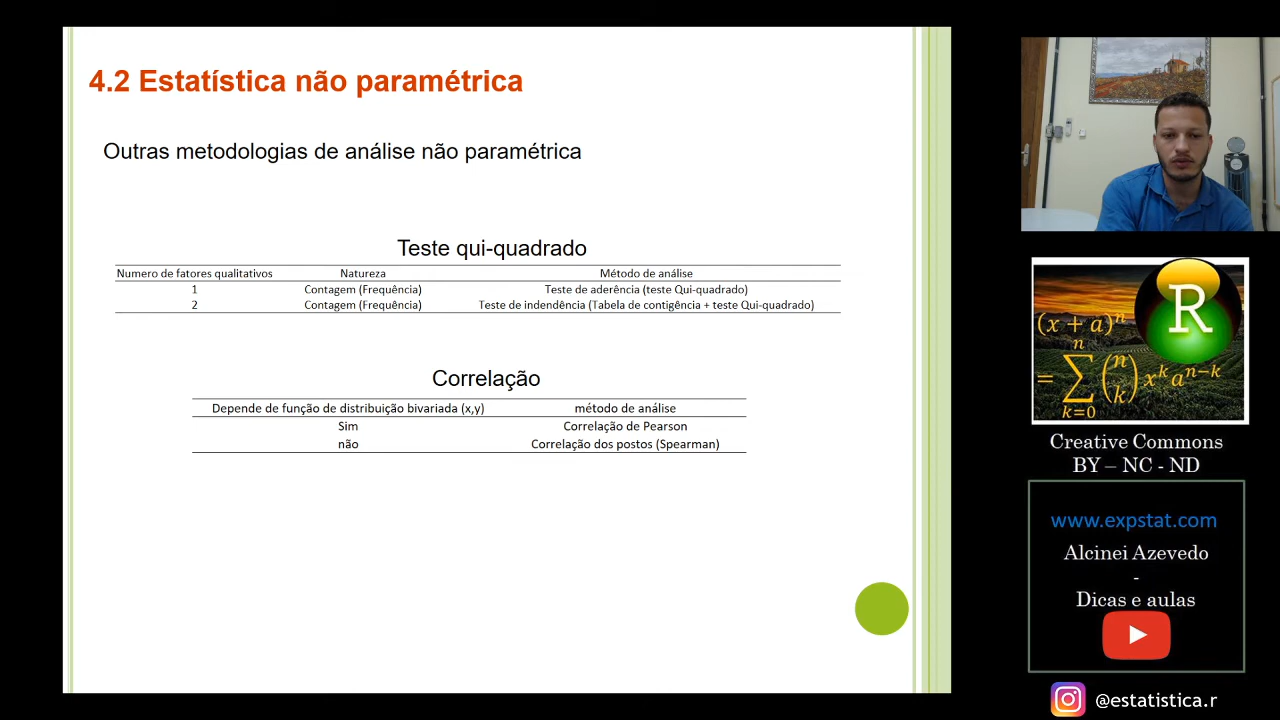 4.2 Estatística não paramétrica
Outras metodologias de análise não paramétrica
Teste qui-quadrado
Numero de fatores qualitativos Natureza Método de análise
1 Contagem (Frequência) Teste de aderência (teste Qui-quadrado)
2 Contagem (Frequência) Teste de indendência (Tabela de contigência + teste Qui-quadrado)
Correlação
Depende de função de distribuição bivariada (x,y) método de análise
Sim Correlação de Pearson
não Correlação dos postos (Spearman)
R
(x + a)^n
= ∑_{k=0}^{n} (n k) x^k a^{n−k}
Creative Commons
BY – NC - ND
www.expstat.com
Alcinei Azevedo
-
Dicas e aulas
@estatistica.r